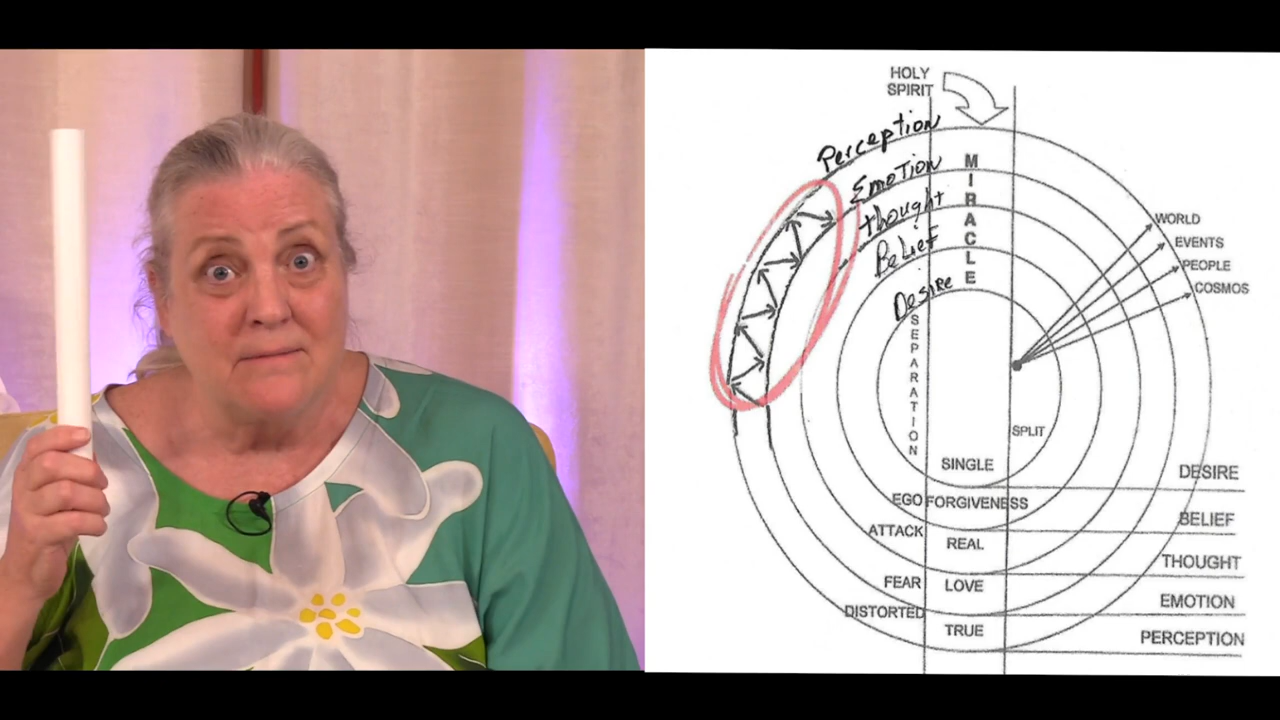 HOLY
SPIRIT
Perception
Emotion
thought
Belief
Desire
MIRACLE
SEPARATION
WORLD
EVENTS
PEOPLE
COSMOS
SPLIT
SINGLE
DESIRE
EGO FORGIVENESS
BELIEF
ATTACK
REAL
THOUGHT
FEAR
LOVE
EMOTION
DISTORTED
TRUE
PERCEPTION